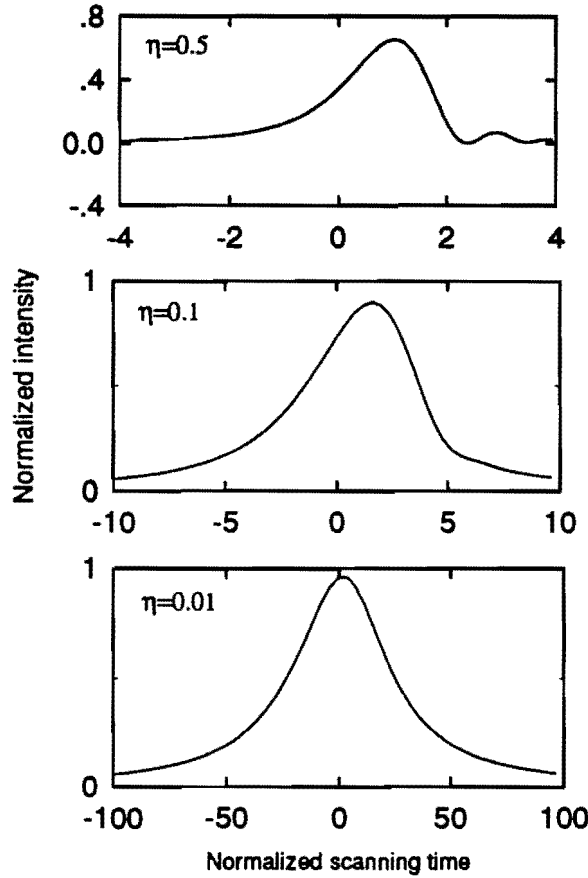 .8
η=0.5
.4
0.0
-.4
-4 -2 0 2 4
Normalized intensity
1
η=0.1
0
-10 -5 0 5 10
1
η=0.01
0
-100 -50 0 50 100
Normalized scanning time